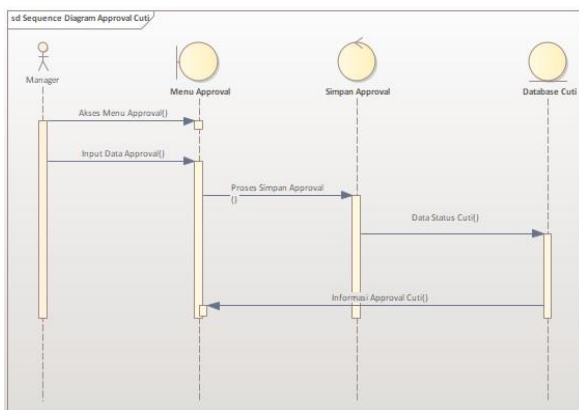 sd Sequence Diagram Approval Cuti
Manager
Menu Approval
Simpan Approval
Database Cuti
Akses Menu Approval()
Input Data Approval()
Proses Simpan Approval
()
Data Status Cuti()
Informasi Approval Cuti()